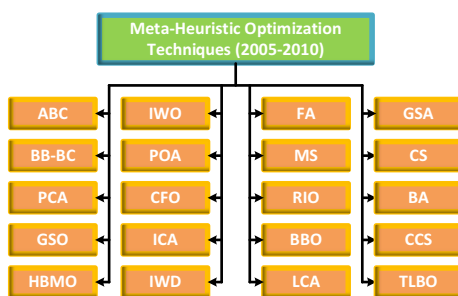 Meta-Heuristic Optimization
Techniques (2005-2010)
ABC
IWO
FA
GSA
BB-BC
POA
MS
CS
PCA
CFO
RIO
BA
GSO
ICA
BBO
CCS
HBMO
IWD
LCA
TLBO